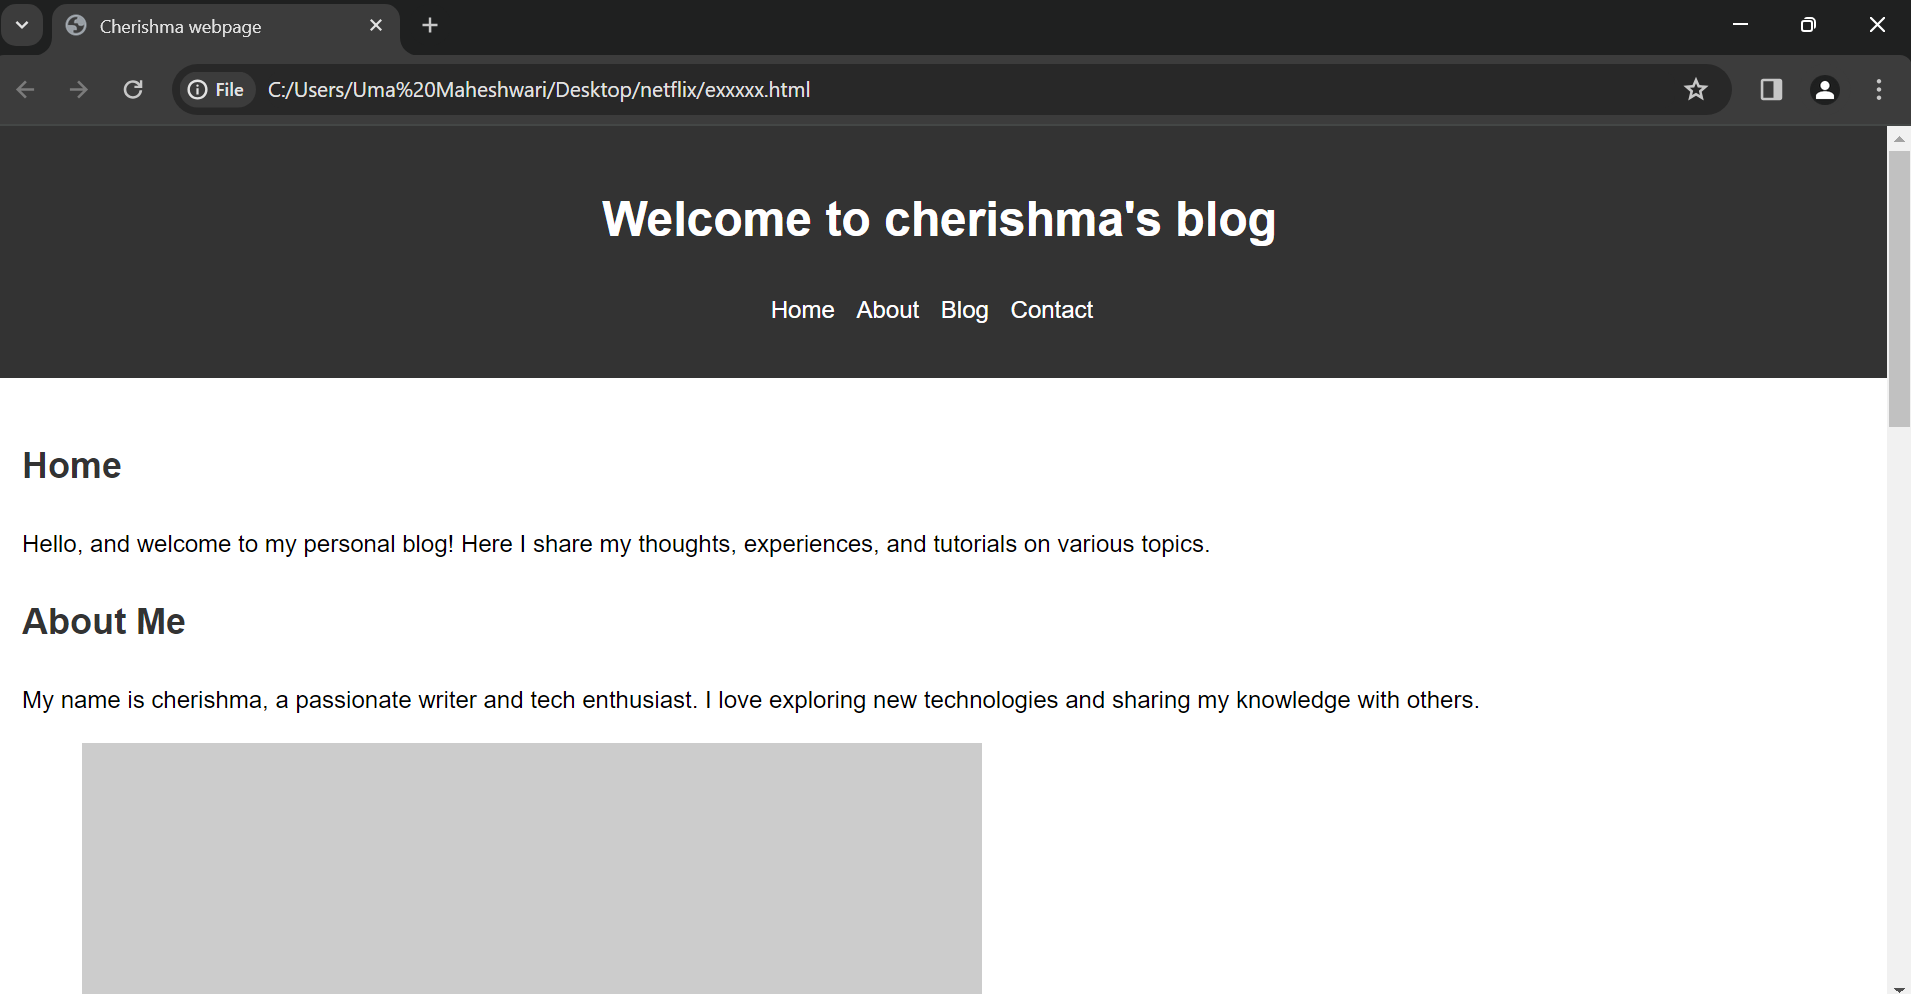 Cherishma webpage
File C:/Users/Uma%20Maheshwari/Desktop/netflix/exxxxx.html
Welcome to cherishma's blog
Home About Blog Contact
Home
Hello, and welcome to my personal blog! Here I share my thoughts, experiences, and tutorials on various topics.
About Me
My name is cherishma, a passionate writer and tech enthusiast. I love exploring new technologies and sharing my knowledge with others.